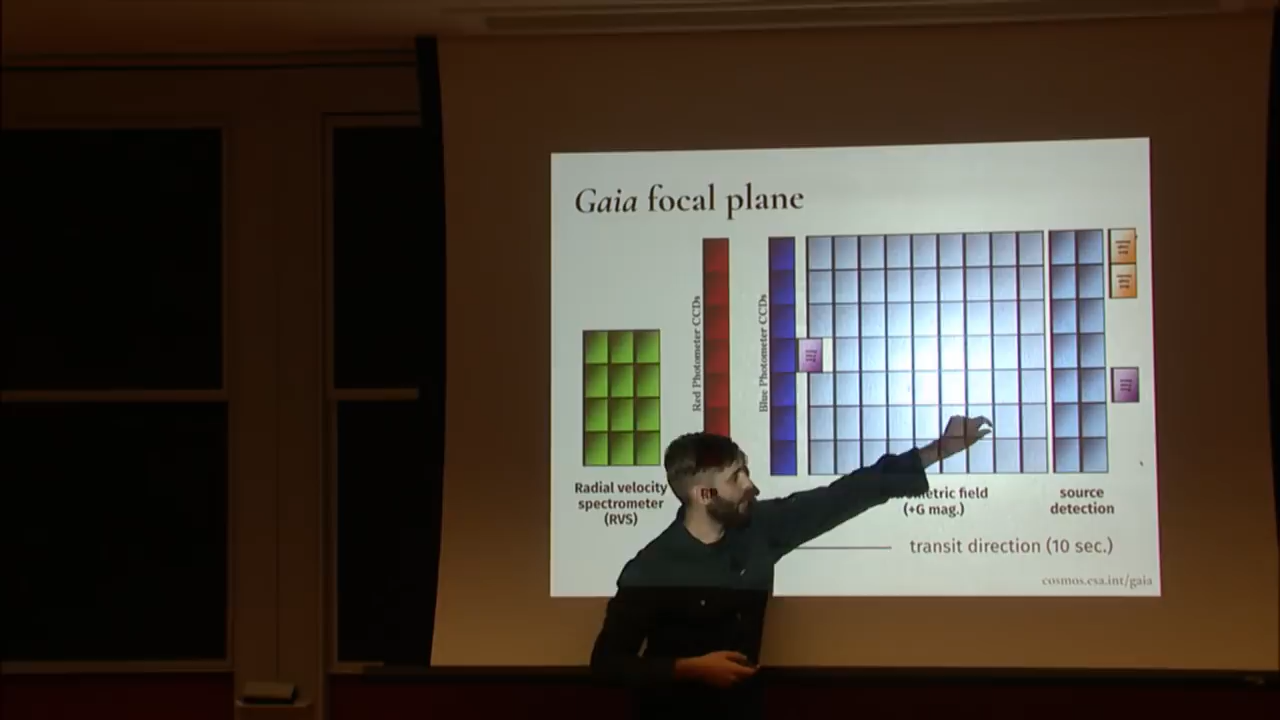 Gaia focal plane
Red Photometer CCDs
Blue Photometer CCDs
Radial velocity
spectrometer
(RVS)
RP
field
(+G mag.)
source
detection
transit direction (10 sec.)
cosmos.esa.int/gaia